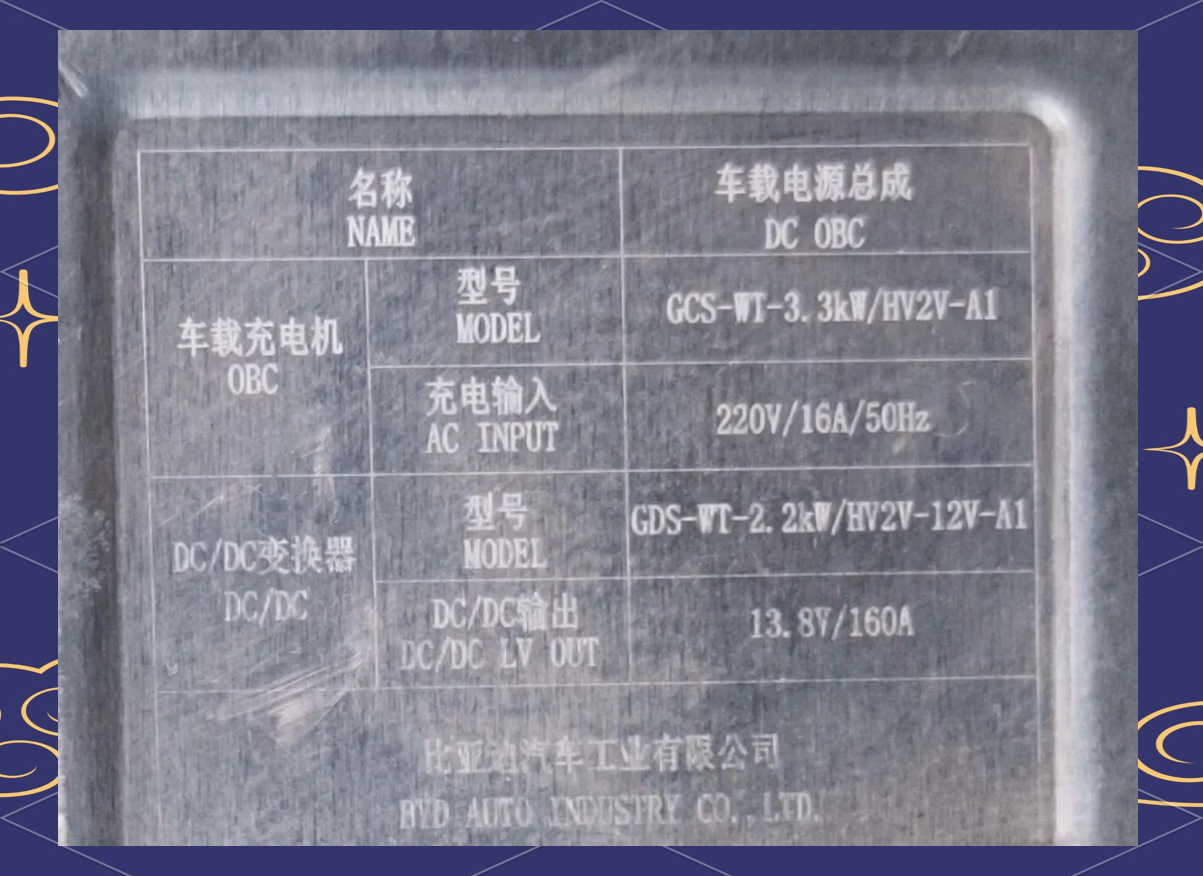 名称
NAME
车载电源总成
DC OBC
车载充电机
OBC
型号
MODEL
GCS-WT-3.3kW/HV2V-A1
充电输入
AC INPUT
220V/16A/50Hz
DC/DC变换器
DC/DC
型号
MODEL
GDS-WT-2.2kW/HV2V-12V-A1
DC/DC输出
DC/DC LV OUT
13.8V/160A
比亚迪汽车工业有限公司
BYD AUTO INDUSTRY CO.,LTD.